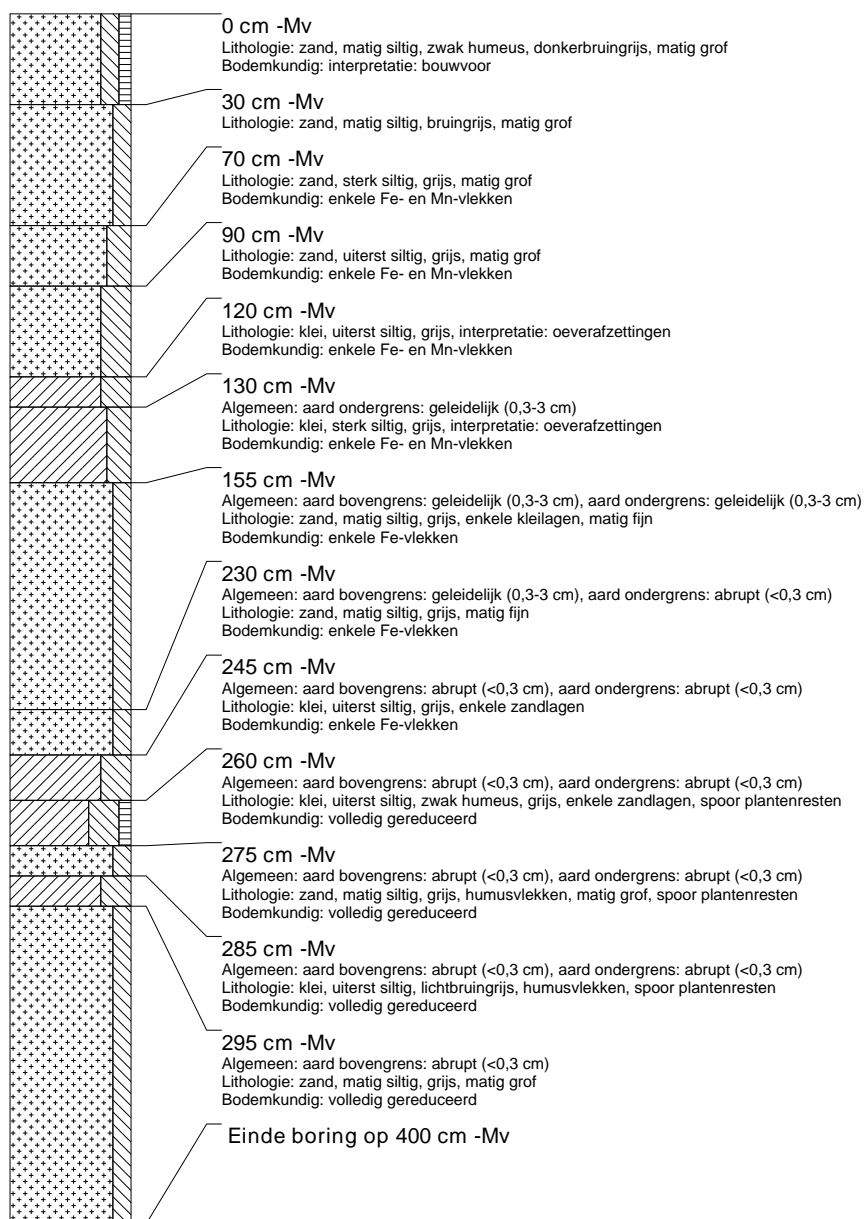 0 cm -Mv
Lithologie: zand, matig siltig, zwak humeus, donkerbruingrijs, matig grof
Bodemkundig: interpretatie: bouwvoor
30 cm -Mv
Lithologie: zand, matig siltig, bruingrijs, matig grof
70 cm -Mv
Lithologie: zand, sterk siltig, grijs, matig grof
Bodemkundig: enkele Fe- en Mn-vlekken
90 cm -Mv
Lithologie: zand, uiterst siltig, grijs, matig grof
Bodemkundig: enkele Fe- en Mn-vlekken
120 cm -Mv
Lithologie: klei, uiterst siltig, grijs, interpretatie: oeverafzettingen
Bodemkundig: enkele Fe- en Mn-vlekken
130 cm -Mv
Algemeen: aard ondergrens: geleidelijk (0,3-3 cm)
Lithologie: klei, sterk siltig, grijs, interpretatie: oeverafzettingen
Bodemkundig: enkele Fe- en Mn-vlekken
155 cm -Mv
Algemeen: aard bovengrens: geleidelijk (0,3-3 cm), aard ondergrens: geleidelijk (0,3-3 cm)
Lithologie: zand, matig siltig, grijs, enkele kleilagen, matig fijn
Bodemkundig: enkele Fe-vlekken
230 cm -Mv
Algemeen: aard bovengrens: geleidelijk (0,3-3 cm), aard ondergrens: abrupt (<0,3 cm)
Lithologie: zand, matig siltig, grijs, matig fijn
Bodemkundig: enkele Fe-vlekken
245 cm -Mv
Algemeen: aard bovengrens: abrupt (<0,3 cm), aard ondergrens: abrupt (<0,3 cm)
Lithologie: klei, uiterst siltig, grijs, enkele zandlagen
Bodemkundig: enkele Fe-vlekken
260 cm -Mv
Algemeen: aard bovengrens: abrupt (<0,3 cm), aard ondergrens: abrupt (<0,3 cm)
Lithologie: klei, uiterst siltig, zwak humeus, grijs, enkele zandlagen, spoor plantenresten
Bodemkundig: volledig gereduceerd
275 cm -Mv
Algemeen: aard bovengrens: abrupt (<0,3 cm), aard ondergrens: abrupt (<0,3 cm)
Lithologie: zand, matig siltig, grijs, humusvlekken, matig grof, spoor plantenresten
Bodemkundig: volledig gereduceerd
285 cm -Mv
Algemeen: aard bovengrens: abrupt (<0,3 cm), aard ondergrens: abrupt (<0,3 cm)
Lithologie: klei, uiterst siltig, lichtbruingrijs, humusvlekken, spoor plantenresten
Bodemkundig: volledig gereduceerd
295 cm -Mv
Algemeen: aard bovengrens: abrupt (<0,3 cm)
Lithologie: zand, matig siltig, grijs, matig grof
Bodemkundig: volledig gereduceerd
Einde boring op 400 cm -Mv